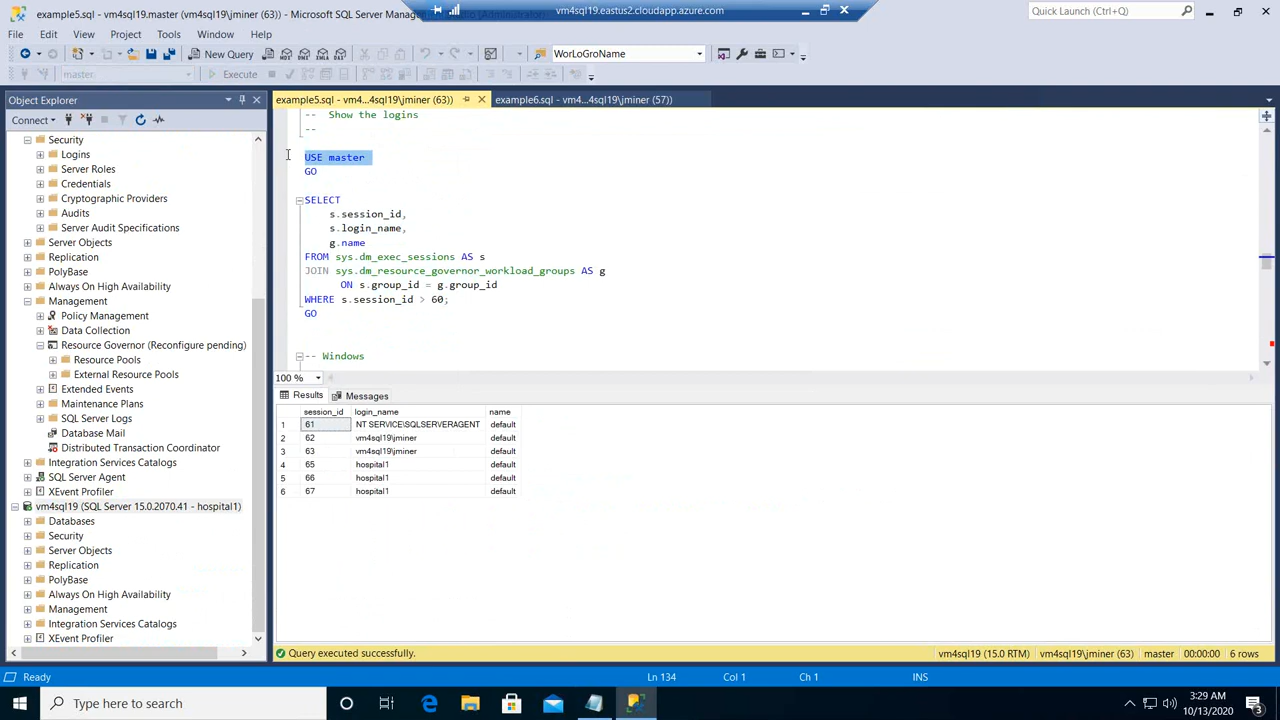 example5.sql - vm4sql19.master (vm4sql19\jminer (63)) - Microsoft SQL Server Man
vm4sql19.eastus2.cloudapp.azure.com
Quick Launch (Ctrl+Q)
File Edit View Project Tools Window Help
New Query
MDX DMX XMLA DAX
WorLoGroName
master
Execute
Object Explorer
Connect
Security
Logins
Server Roles
Credentials
Cryptographic Providers
Audits
Server Audit Specifications
Server Objects
Replication
PolyBase
Always On High Availability
Management
Policy Management
Data Collection
Resource Governor (Reconfigure pending)
Resource Pools
External Resource Pools
Extended Events
Maintenance Plans
SQL Server Logs
Database Mail
Distributed Transaction Coordinator
Integration Services Catalogs
SQL Server Agent
XEvent Profiler
vm4sql19 (SQL Server 15.0.2070.41 - hospital1)
Databases
Security
Server Objects
Replication
PolyBase
Always On High Availability
Management
Integration Services Catalogs
XEvent Profiler
example5.sql - vm4...4sql19\jminer (63))
example6.sql - vm4...4sql19\jminer (57))
-- Show the logins
--
USE master
GO
SELECT
s.session_id,
s.login_name,
g.name
FROM sys.dm_exec_sessions AS s
JOIN sys.dm_resource_governor_workload_groups AS g
ON s.group_id = g.group_id
WHERE s.session_id > 60;
GO
-- Windows
100 %
Results Messages
session_id login_name name
1 61 NT SERVICE\SQLSERVERAGENT default
2 62 vm4sql19\jminer default
3 63 vm4sql19\jminer default
4 65 hospital1 default
5 66 hospital1 default
6 67 hospital1 default
Query executed successfully. vm4sql19 (15.0 RTM) vm4sql19\jminer (63) master 00:00:00 6 rows
Ready Ln 134 Col 1 Ch 1 INS
Type here to search
3:29 AM
10/13/2020
3